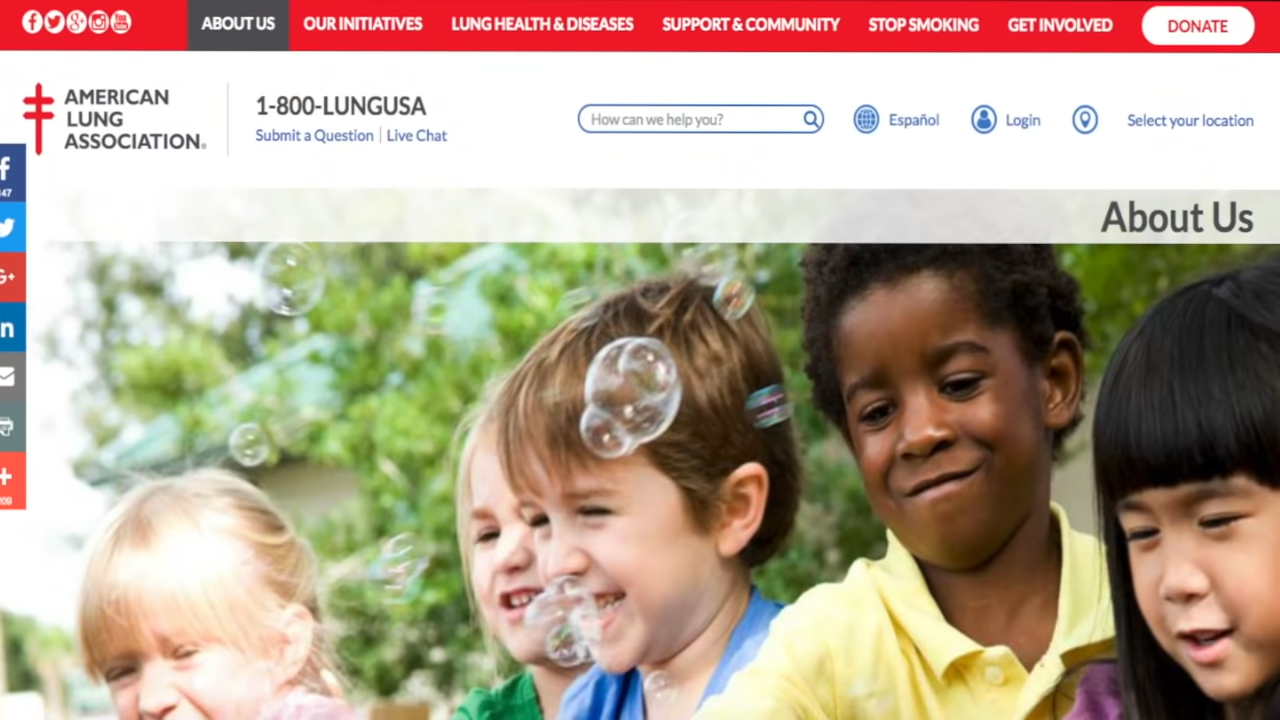 ABOUT US
OUR INITIATIVES
LUNG HEALTH & DISEASES
SUPPORT & COMMUNITY
STOP SMOKING
GET INVOLVED
DONATE
AMERICAN
LUNG
ASSOCIATION®
1-800-LUNGUSA
Submit a Question | Live Chat
How can we help you?
Español
Login
Select your location
About Us